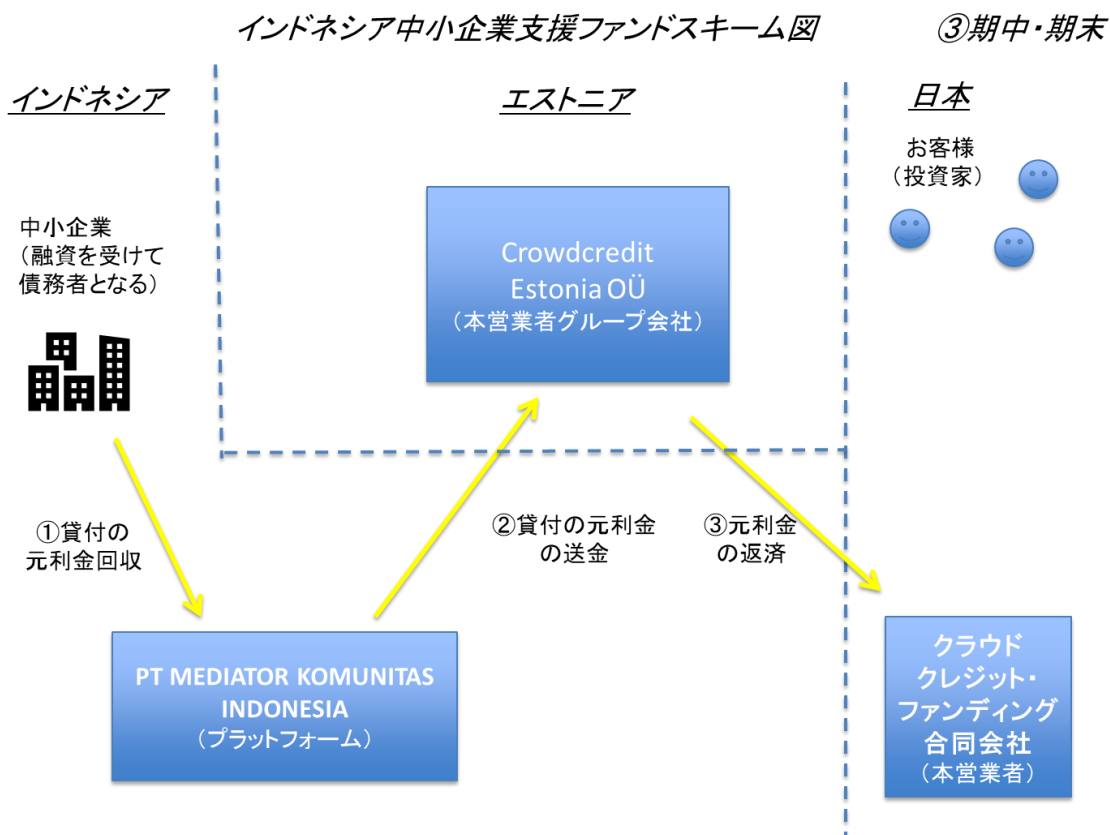 インドネシア中小企業支援ファンドスキーム図
③期中・期末
インドネシア
エストニア
日本
お客様
（投資家）
中小企業
（融資を受けて
債務者となる）
Crowdcredit
Estonia OÜ
（本営業者グループ会社）
①貸付の
元利金回収
②貸付の元利金
の送金
③元利金
の返済
PT MEDIATOR KOMUNITAS
INDONESIA
（プラットフォーム）
クラウド
クレジット・
ファンディング
合同会社
（本営業者）